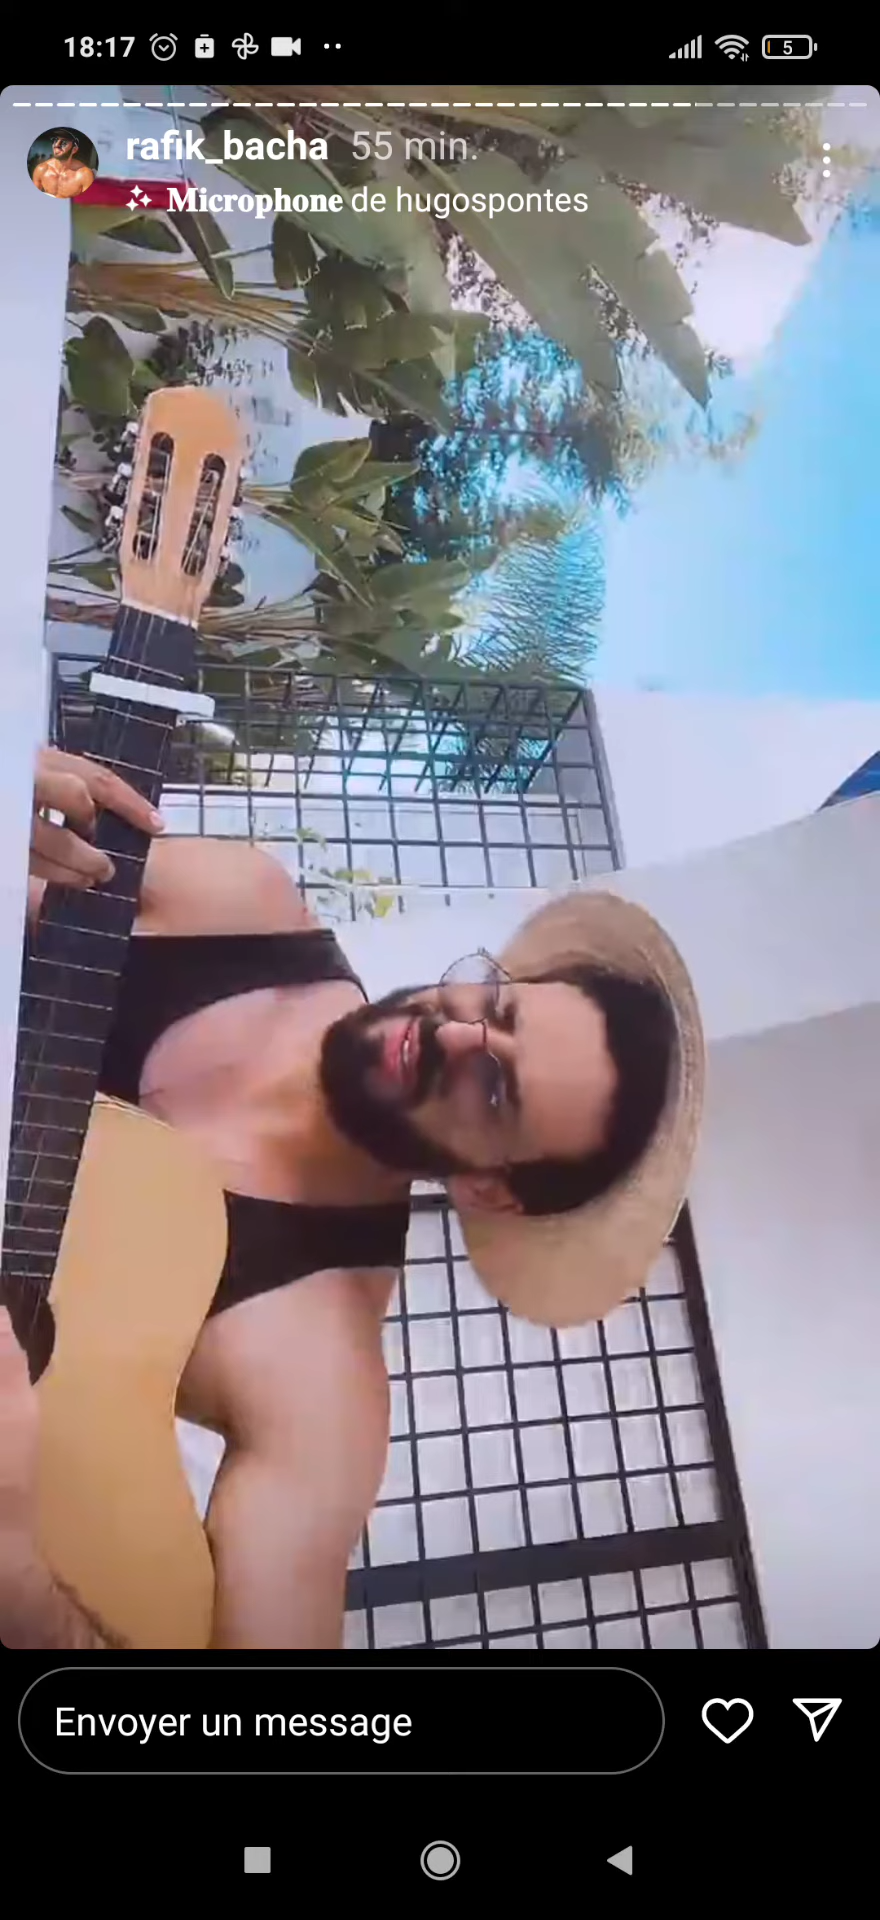 18:17
5
rafik_bacha 55 min.
Microphone de hugospontes
Envoyer un message